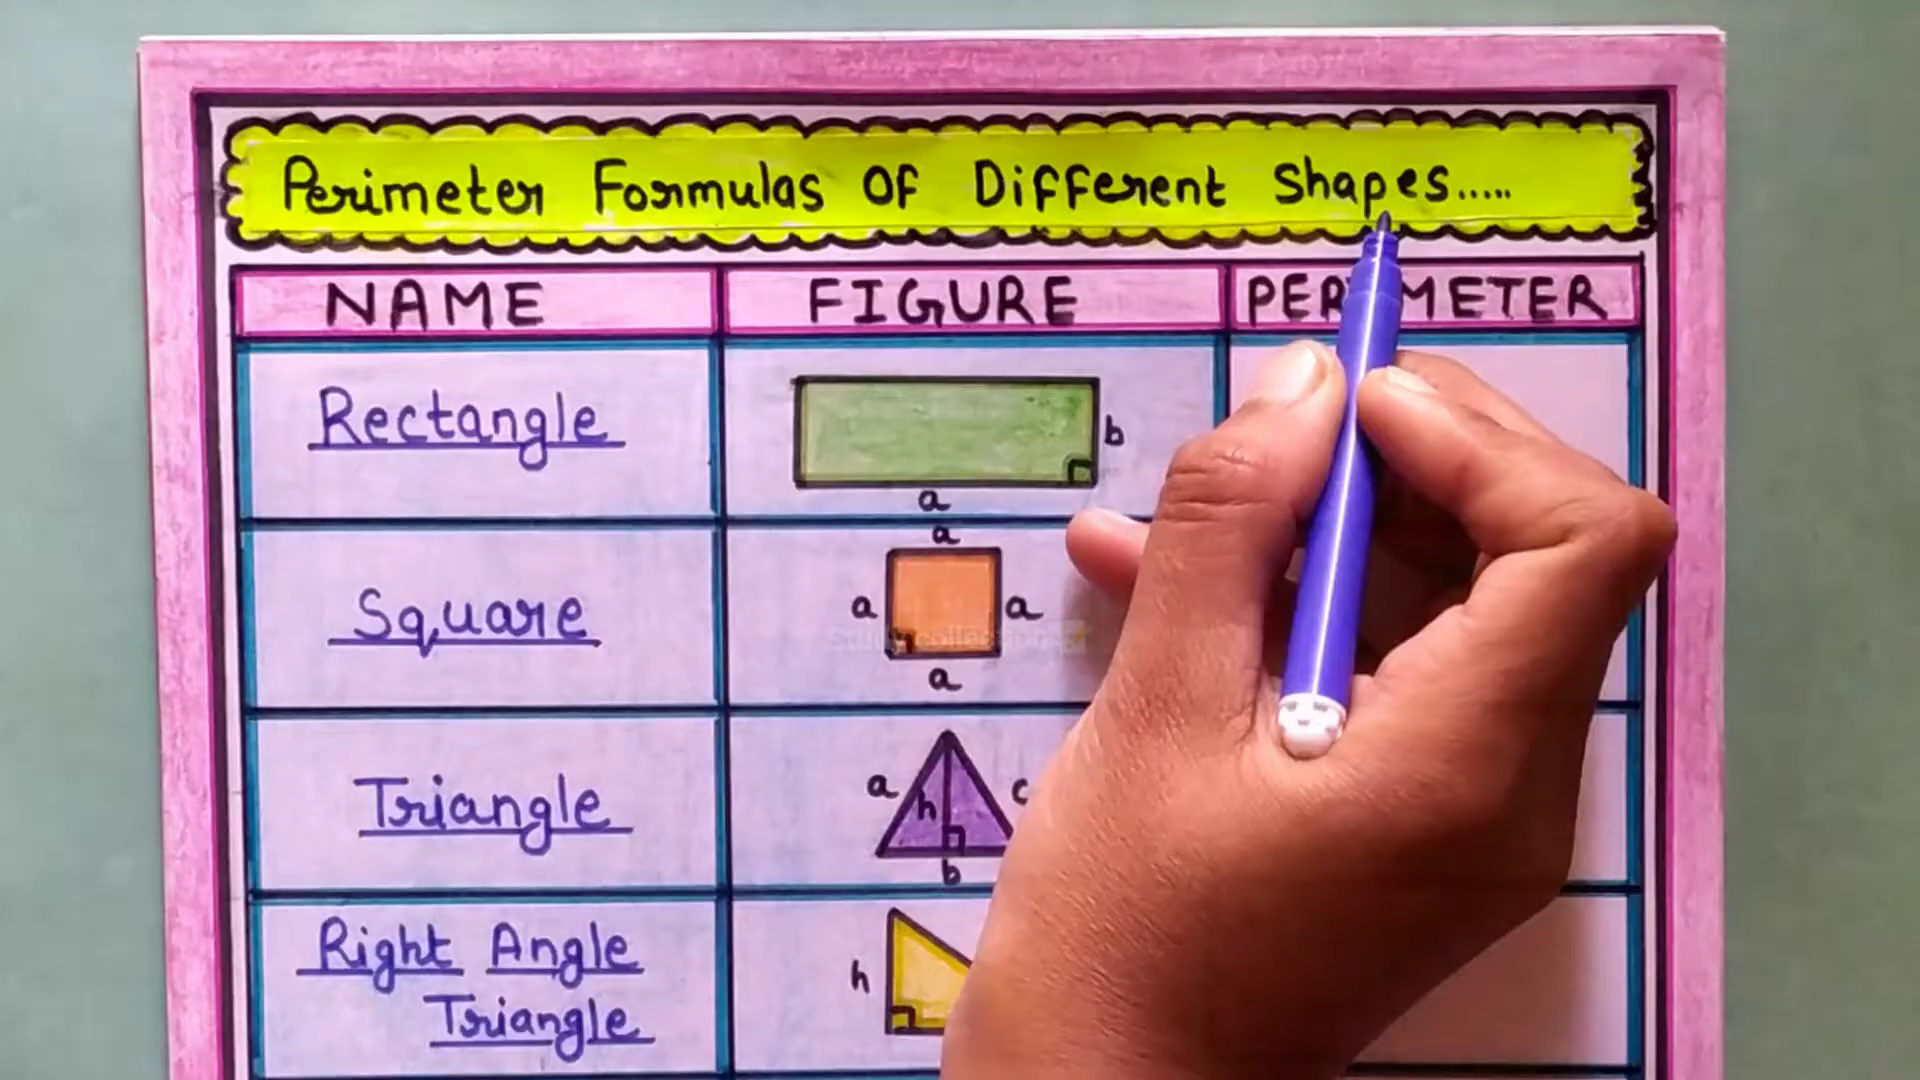 Perimeter Formulas Of Different Shapes.....
NAME FIGURE PERIMETER
Rectangle
b
a
Square
a
a a
a
Triangle
a h c
b
Right Angle
Triangle
h